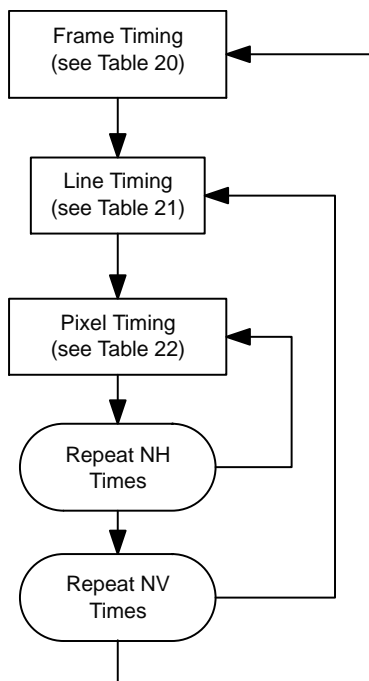 Frame Timing
(see Table 20)
Line Timing
(see Table 21)
Pixel Timing
(see Table 22)
Repeat NH
Times
Repeat NV
Times